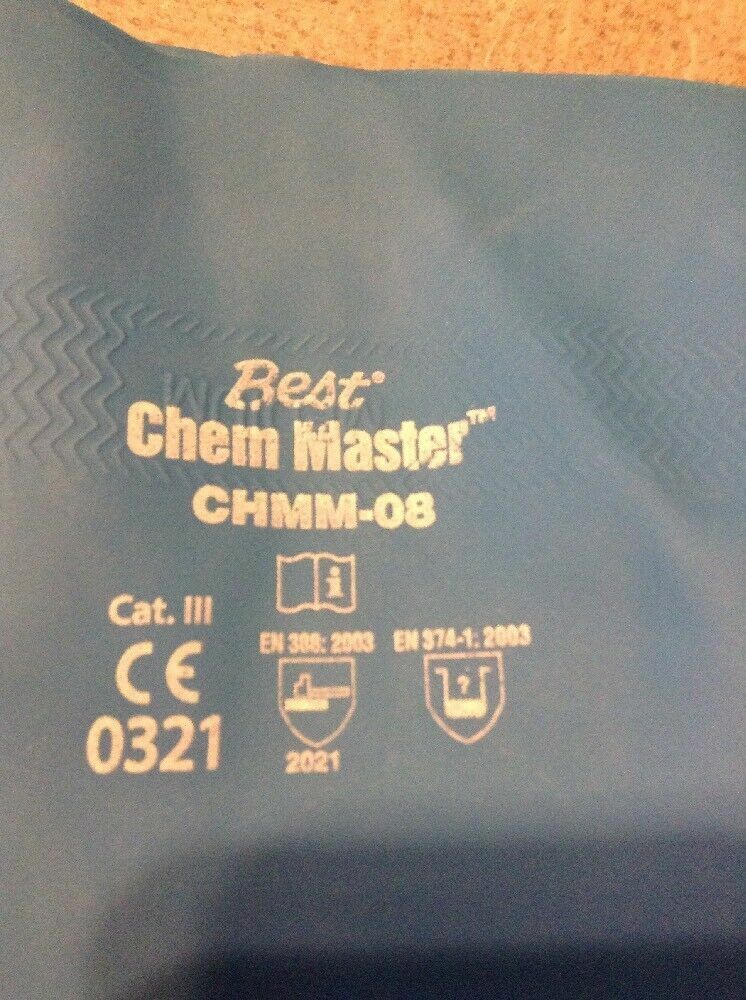 Best®
Chem Master™
CHMM-08
i
Cat. III
CE
0321
EN 388: 2003
2021
EN 374-1: 2003
?